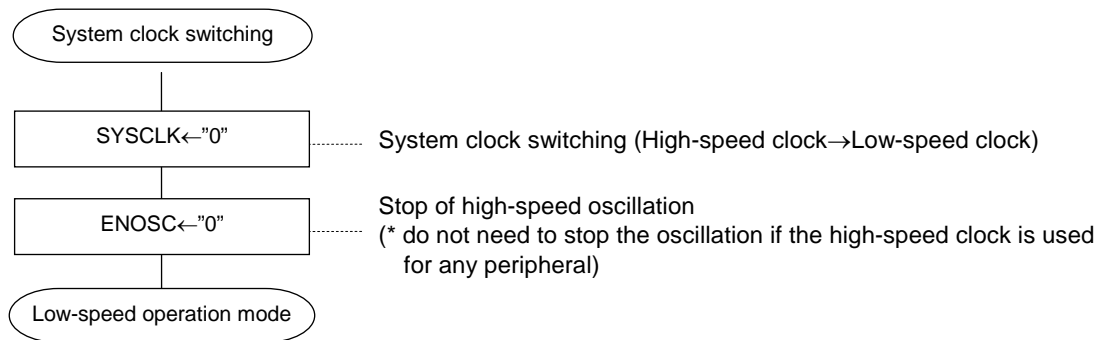 System clock switching
SYSCLK←”0”
System clock switching (High-speed clock→Low-speed clock)
ENOSC←”0”
Stop of high-speed oscillation
(* do not need to stop the oscillation if the high-speed clock is used
for any peripheral)
Low-speed operation mode